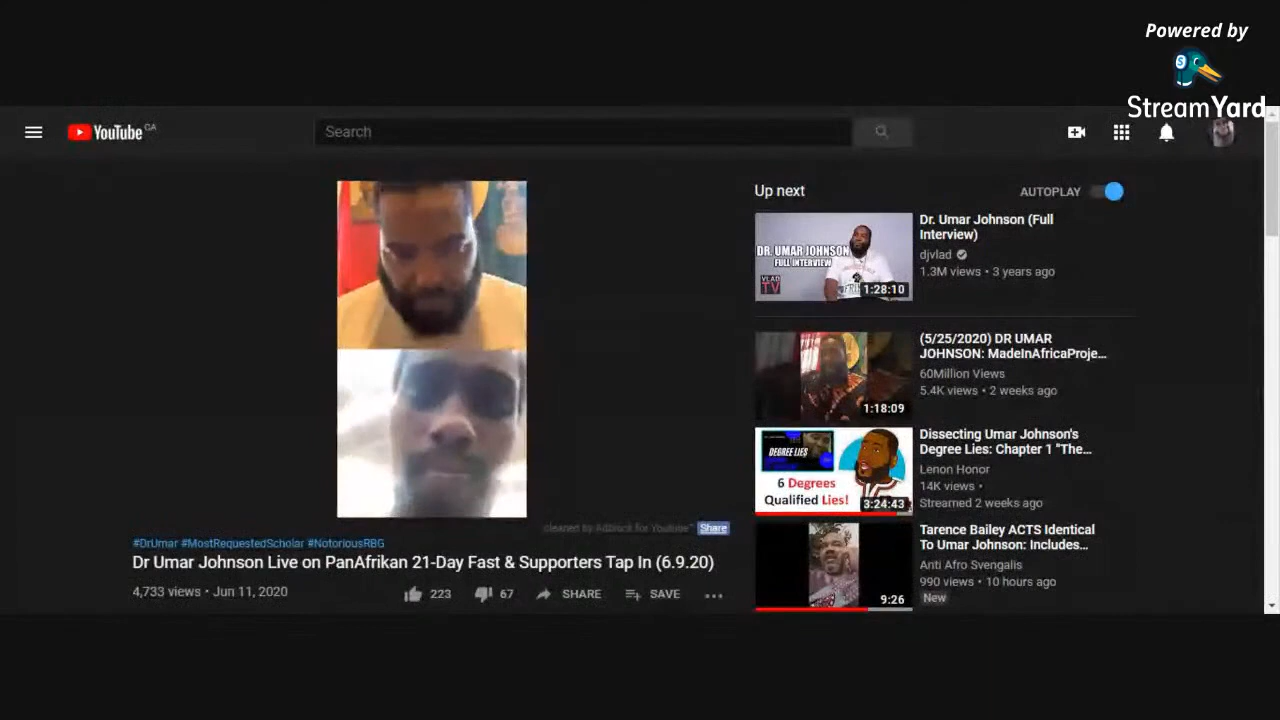 Powered by
StreamYard
YouTube GA
Search
Up next
AUTOPLAY
DR. UMAR JOHNSON
FULL INTERVIEW
VLAD
TV
1:28:10
Dr. Umar Johnson (Full
Interview)
djvlad
1.3M views • 3 years ago
1:18:09
(5/25/2020) DR UMAR
JOHNSON: MadeInAfricaProje...
60Million Views
5.4K views • 2 weeks ago
DEGREE LIES
6 Degrees
Qualified Lies!
3:24:43
Dissecting Umar Johnson's
Degree Lies: Chapter 1 "The...
Lenon Honor
14K views •
Streamed 2 weeks ago
9:26
Tarence Bailey ACTS Identical
To Umar Johnson: Includes...
Anti Afro Svengalis
990 views • 10 hours ago
New
cleaned by Adblock for Youtube™ Share
#DrUmar #MostRequestedScholar #NotoriousRBG
Dr Umar Johnson Live on PanAfrikan 21-Day Fast & Supporters Tap In (6.9.20)
4,733 views • Jun 11, 2020
223
67
SHARE
SAVE